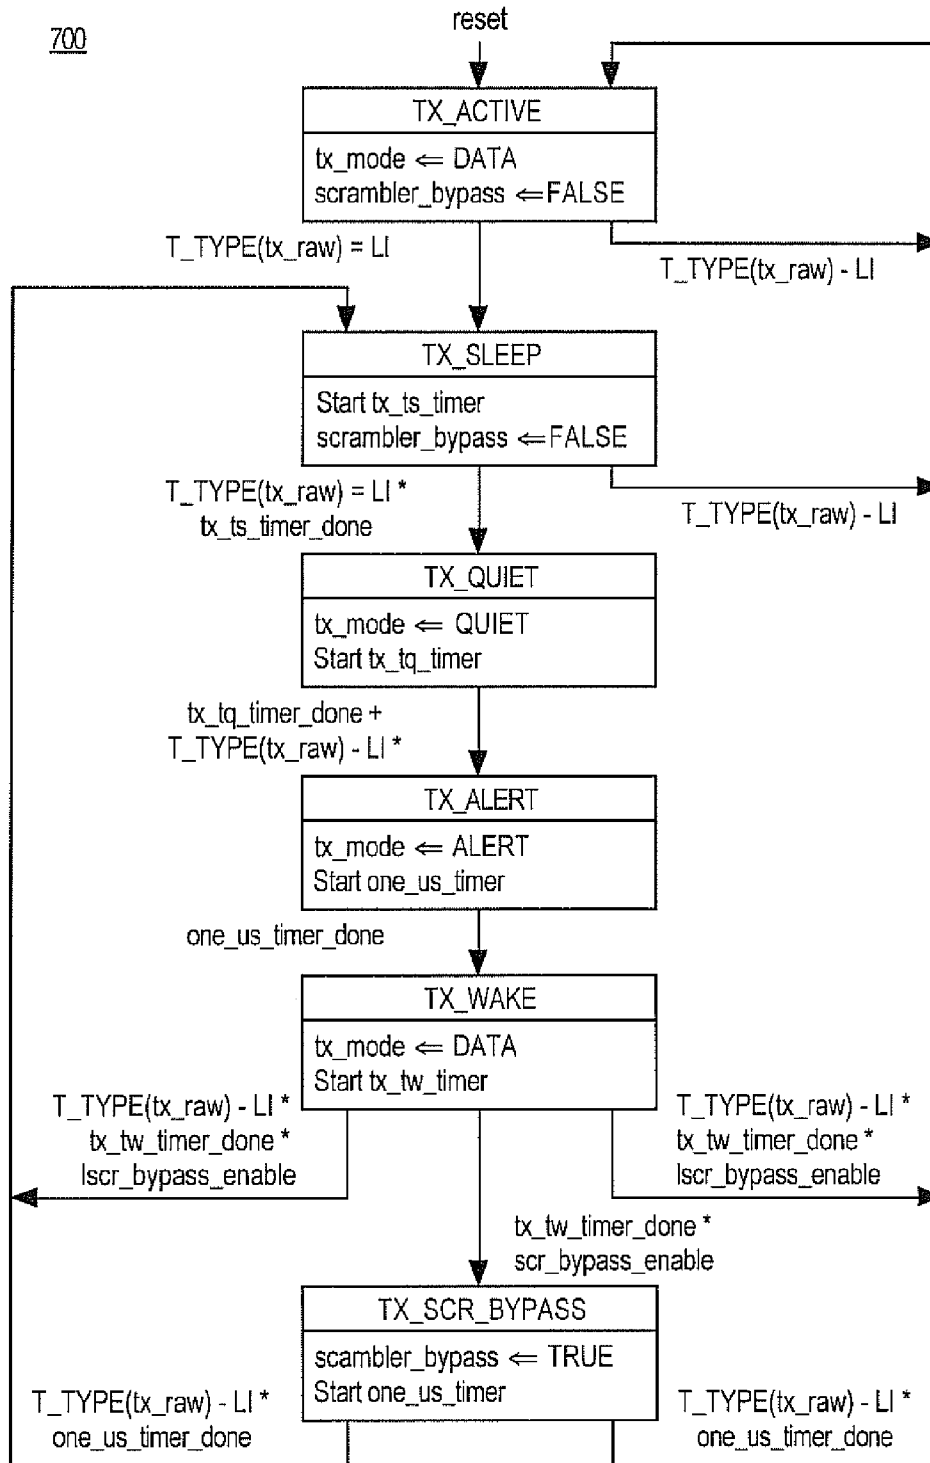 700
reset
TX_ACTIVE
tx_mode ⇐ DATA
scrambler_bypass ⇐FALSE
T_TYPE(tx_raw) = LI
T_TYPE(tx_raw) - LI
TX_SLEEP
Start tx_ts_timer
scrambler_bypass ⇐FALSE
T_TYPE(tx_raw) = LI *
tx_ts_timer_done
T_TYPE(tx_raw) - LI
TX_QUIET
tx_mode ⇐ QUIET
Start tx_tq_timer
tx_tq_timer_done +
T_TYPE(tx_raw) - LI *
TX_ALERT
tx_mode ⇐ ALERT
Start one_us_timer
one_us_timer_done
TX_WAKE
tx_mode ⇐ DATA
Start tx_tw_timer
T_TYPE(tx_raw) - LI *
tx_tw_timer_done *
lscr_bypass_enable
T_TYPE(tx_raw) - LI *
tx_tw_timer_done *
lscr_bypass_enable
tx_tw_timer_done *
scr_bypass_enable
TX_SCR_BYPASS
scambler_bypass ⇐ TRUE
Start one_us_timer
T_TYPE(tx_raw) - LI *
one_us_timer_done
T_TYPE(tx_raw) - LI *
one_us_timer_done